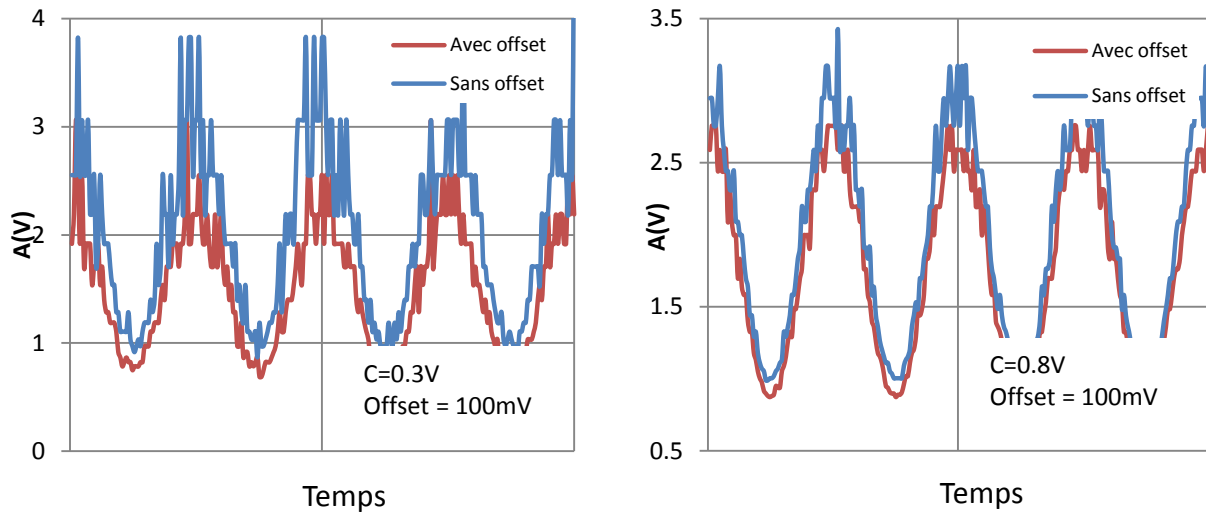 4
3
2
1
0
A(V)
Avec offset
Sans offset
C=0.3V
Offset = 100mV
Temps
3.5
2.5
1.5
0.5
A(V)
Avec offset
Sans offset
C=0.8V
Offset = 100mV
Temps